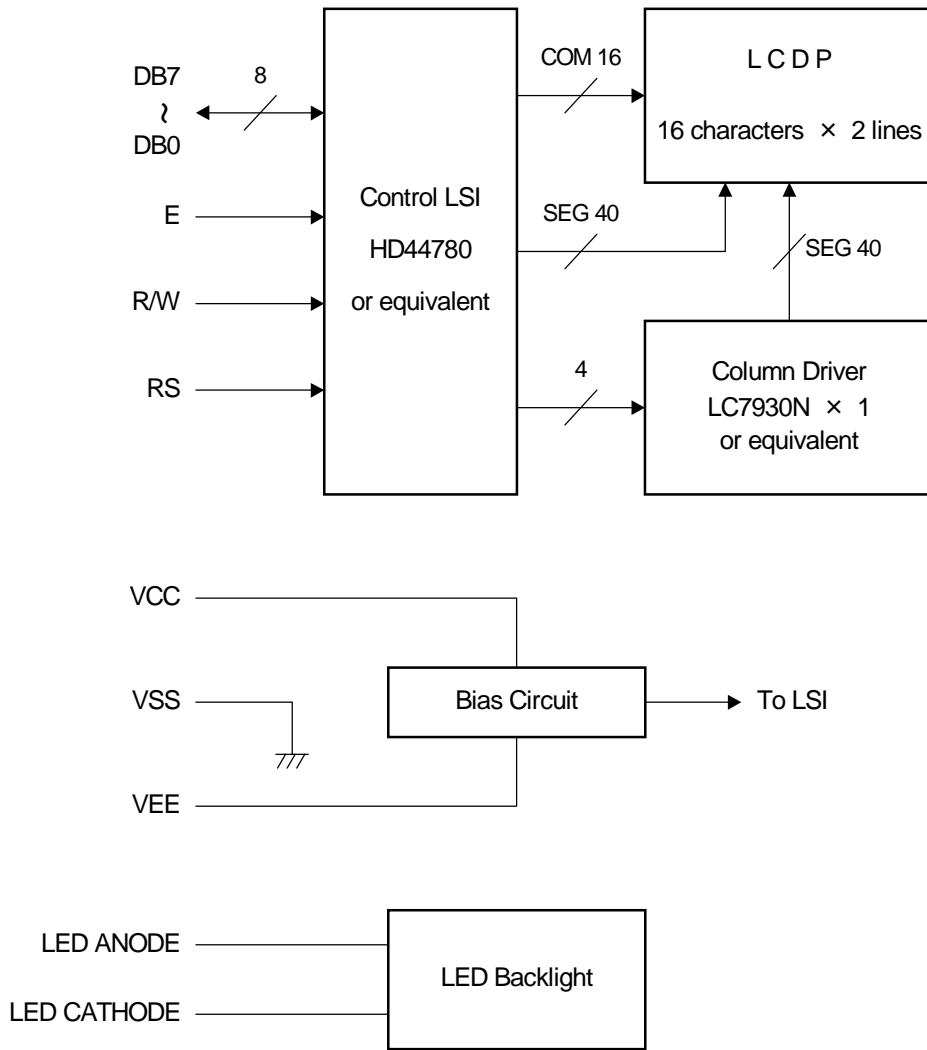 DB7
~
DB0
8
E
R/W
RS
Control LSI
HD44780
or equivalent
COM 16
SEG 40
4
L C D P
16 characters × 2 lines
SEG 40
Column Driver
LC7930N × 1
or equivalent
VCC
VSS
VEE
Bias Circuit
To LSI
LED ANODE
LED CATHODE
LED Backlight